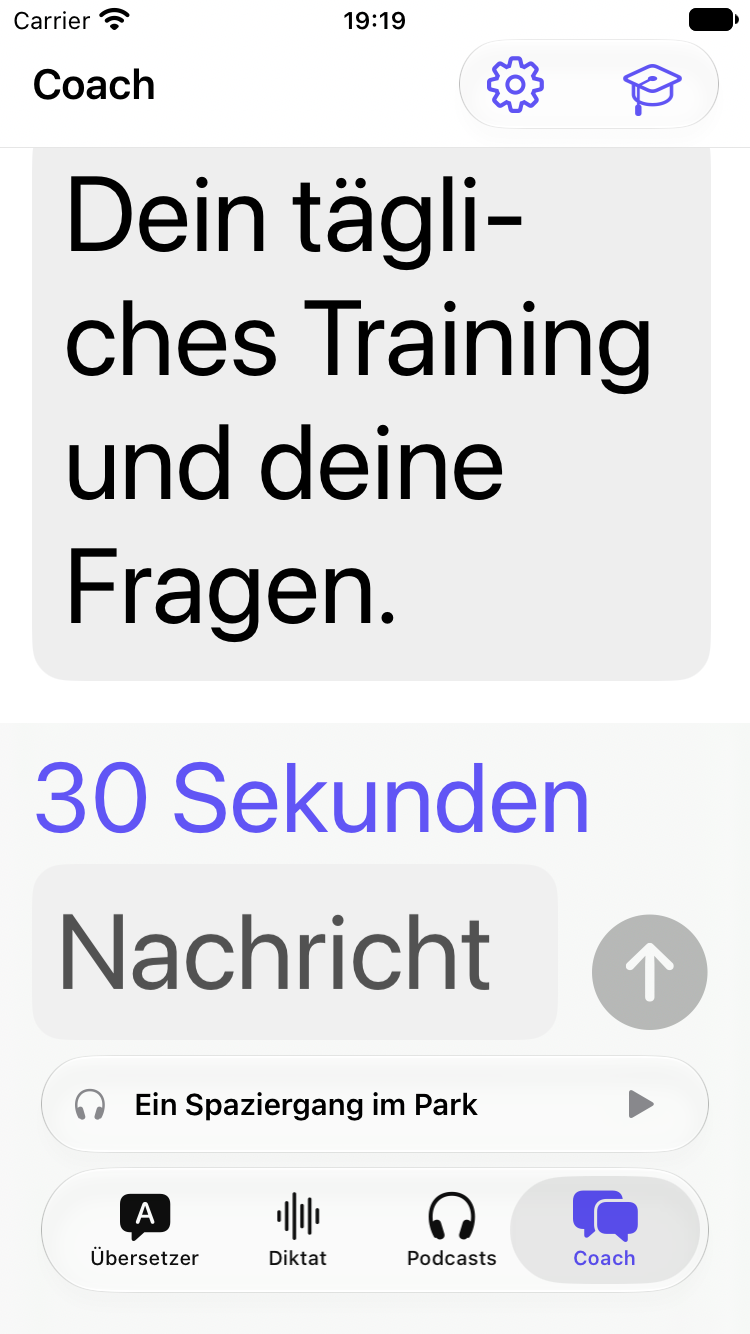 Carrier 19:19
Coach
Dein tägli-
ches Training
und deine
Fragen.
30 Sekunden
Nachricht
Ein Spaziergang im Park
A
Übersetzer Diktat Podcasts Coach